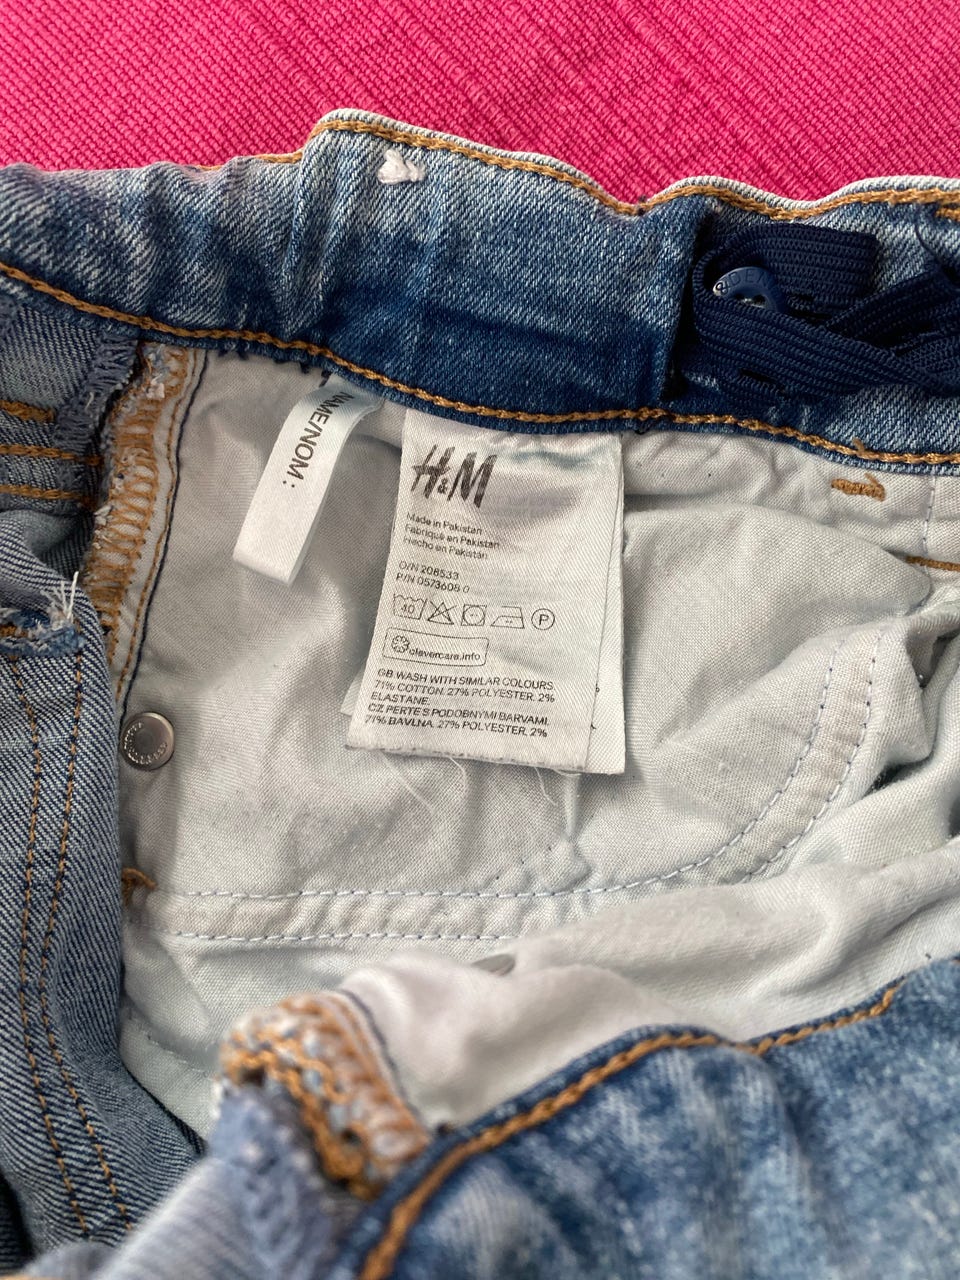 NAME/NOM:
H&M
Made in Pakistan
Fabriqué en Pakistan
Hecho en Pakistán
O/N 208533
P/N 0573608 0
40
P
clevercare.info
GB WASH WITH SIMILAR COLOURS
71% COTTON. 27% POLYESTER. 2%
ELASTANE.
CZ PERTE S PODOBNÝMI BARVAMI.
71% BAVLNA. 27% POLYESTER. 2%